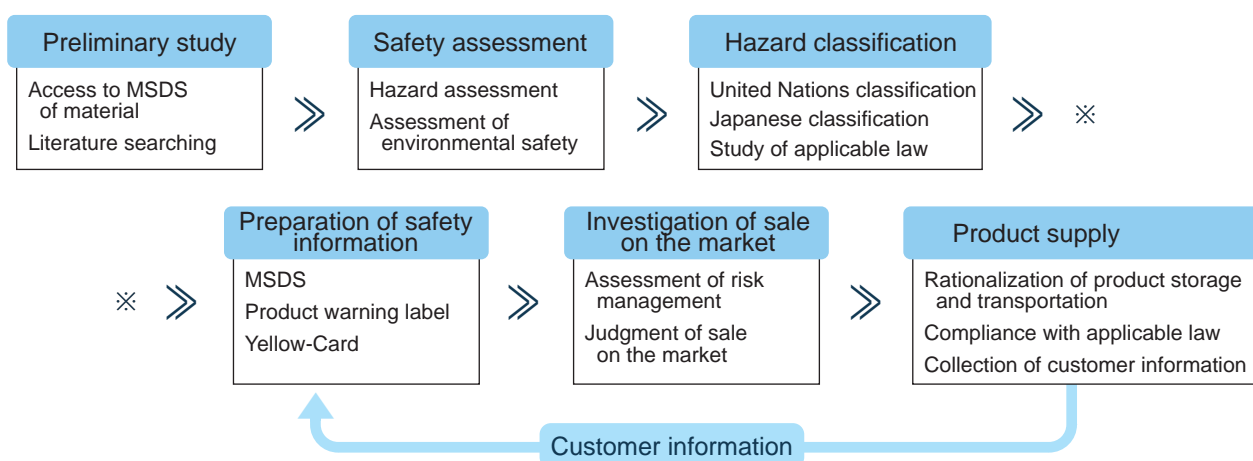 Preliminary study
Access to MSDS
of material
Literature searching
Safety assessment
Hazard assessment
Assessment of
environmental safety
Hazard classification
United Nations classification
Japanese classification
Study of applicable law
※
※
Preparation of safety
information
MSDS
Product warning label
Yellow-Card
Investigation of sale
on the market
Assessment of risk
management
Judgment of sale
on the market
Product supply
Rationalization of product storage
and transportation
Compliance with applicable law
Collection of customer information
Customer information